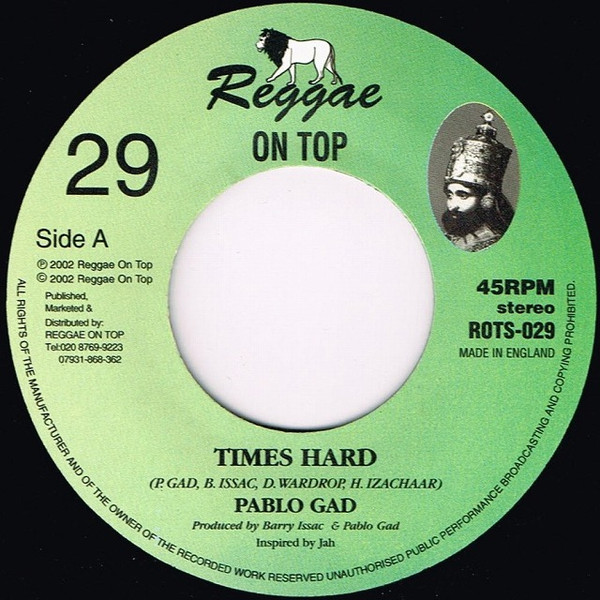 Reggae
ON TOP
29
Side A
℗ 2002 Reggae On Top
© 2002 Reggae On Top
Published,
Marketed &
Distributed by:
REGGAE ON TOP
Tel:020 8769-9223
07931-868-362
45RPM
stereo
ROTS-029
MADE IN ENGLAND
TIMES HARD
(P. GAD, B. ISSAC, D. WARDROP, H. IZACHAAR)
PABLO GAD
Produced by Barry Issac & Pablo Gad
Inspired by Jah
ALL RIGHTS OF THE MANUFACTURER AND OF THE OWNER OF THE RECORDED WORK RESERVED UNAUTHORISED PUBLIC PERFORMANCE BROADCASTING AND COPYING PROHIBITED.